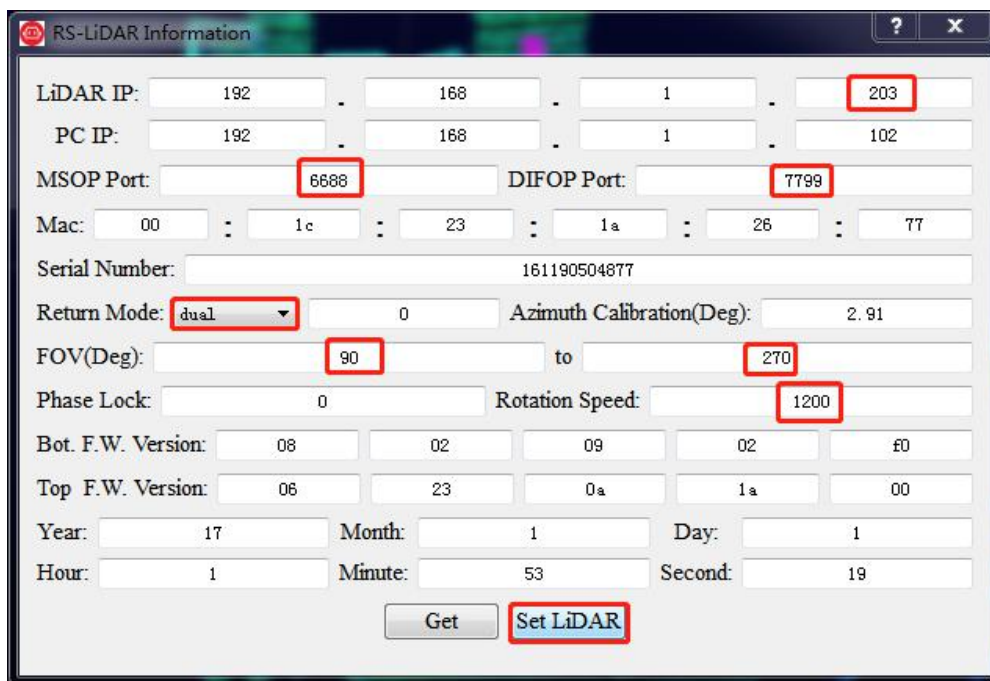 RS-LiDAR Information ? x
LiDAR IP: 192 . 168 . 1 . 203
PC IP: 192 . 168 . 1 . 102
MSOP Port: 6688 DIFOP Port: 7799
Mac: 00 : 1c : 23 : 1a : 26 : 77
Serial Number: 161190504877
Return Mode: dual 0 Azimuth Calibration(Deg): 2.91
FOV(Deg): 90 to 270
Phase Lock: 0 Rotation Speed: 1200
Bot. F.W. Version: 08 02 09 02 f0
Top F.W. Version: 06 23 0a 1a 00
Year: 17 Month: 1 Day: 1
Hour: 1 Minute: 53 Second: 19
Get Set LiDAR